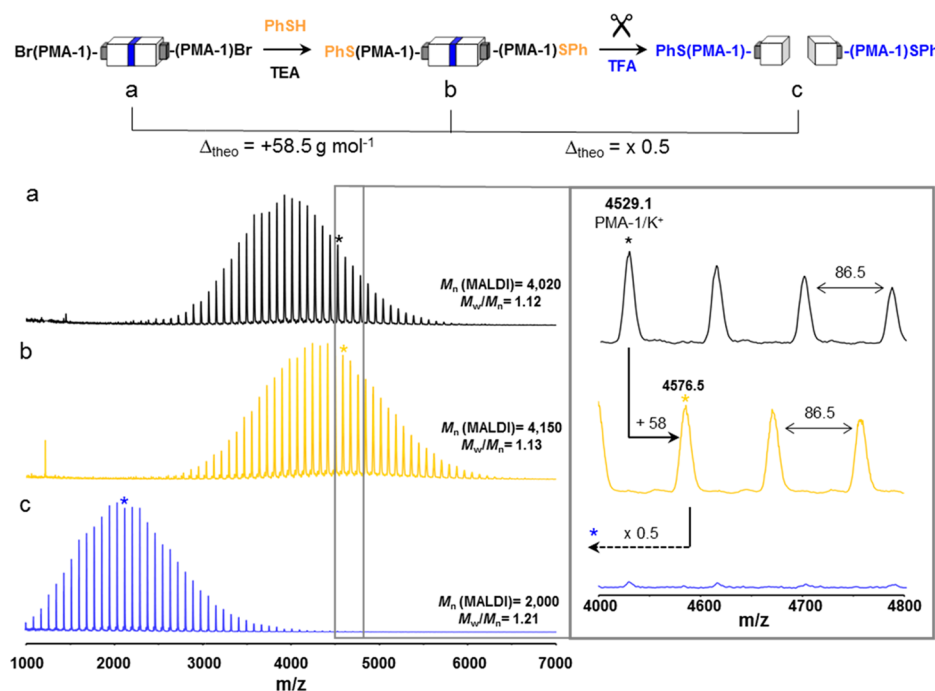 PhSH
TEA
TFA
Br(PMA-1)-
-(PMA-1)Br
PhS(PMA-1)-
-(PMA-1)SPh
PhS(PMA-1)-
-(PMA-1)SPh
a
b
c
Δtheo = +58.5 g mol-1
Δtheo = x 0.5
a
*
Mn (MALDI)= 4,020
Mw/Mn= 1.12
b
*
Mn (MALDI)= 4,150
Mw/Mn= 1.13
c
*
Mn (MALDI)= 2,000
Mw/Mn= 1.21
1000 2000 3000 4000 5000 6000 7000
m/z
4529.1
PMA-1/K+
*
86.5
4576.5
*
+ 58
86.5
*
x 0.5
4000 4600 4700 4800
m/z